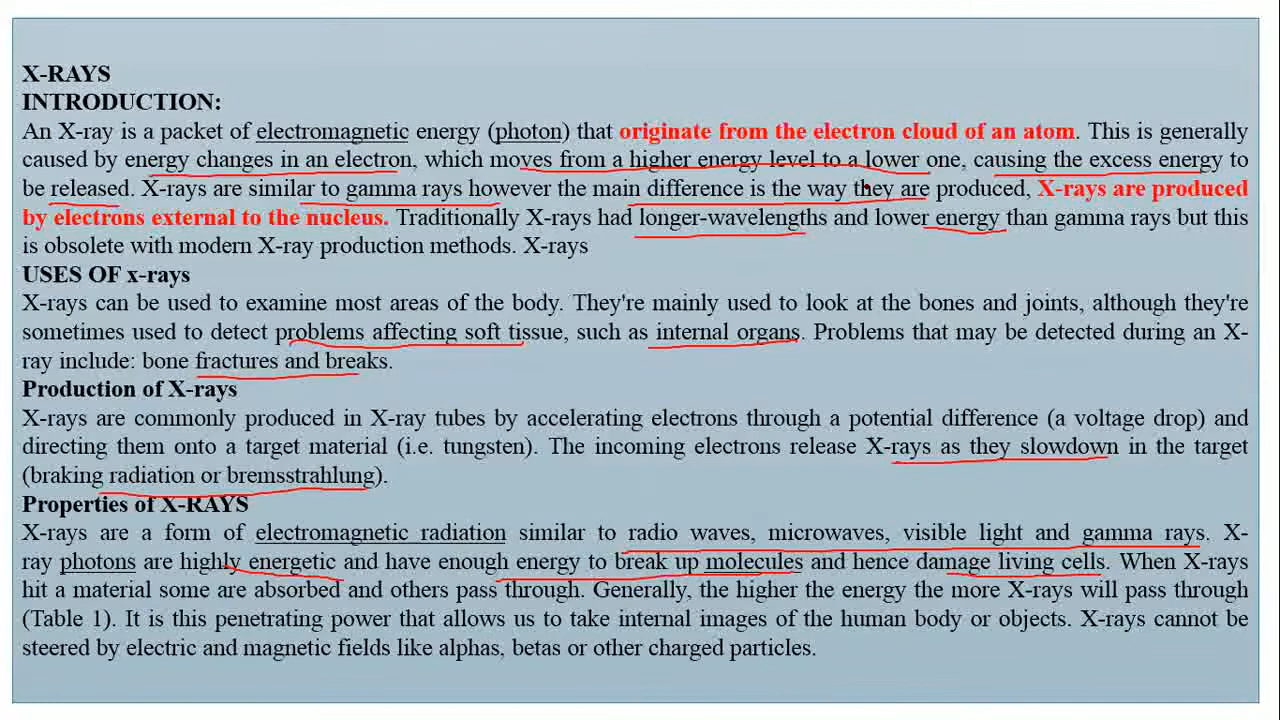 X-RAYS
INTRODUCTION:
An X-ray is a packet of electromagnetic energy (photon) that originate from the electron cloud of an atom. This is generally
caused by energy changes in an electron, which moves from a higher energy level to a lower one, causing the excess energy to
be released. X-rays are similar to gamma rays however the main difference is the way they are produced, X-rays are produced
by electrons external to the nucleus. Traditionally X-rays had longer-wavelengths and lower energy than gamma rays but this
is obsolete with modern X-ray production methods. X-rays
USES OF x-rays
X-rays can be used to examine most areas of the body. They're mainly used to look at the bones and joints, although they're
sometimes used to detect problems affecting soft tissue, such as internal organs. Problems that may be detected during an X-
ray include: bone fractures and breaks.
Production of X-rays
X-rays are commonly produced in X-ray tubes by accelerating electrons through a potential difference (a voltage drop) and
directing them onto a target material (i.e. tungsten). The incoming electrons release X-rays as they slowdown in the target
(braking radiation or bremsstrahlung).
Properties of X-RAYS
X-rays are a form of electromagnetic radiation similar to radio waves, microwaves, visible light and gamma rays. X-
ray photons are highly energetic and have enough energy to break up molecules and hence damage living cells. When X-rays
hit a material some are absorbed and others pass through. Generally, the higher the energy the more X-rays will pass through
(Table 1). It is this penetrating power that allows us to take internal images of the human body or objects. X-rays cannot be
steered by electric and magnetic fields like alphas, betas or other charged particles.